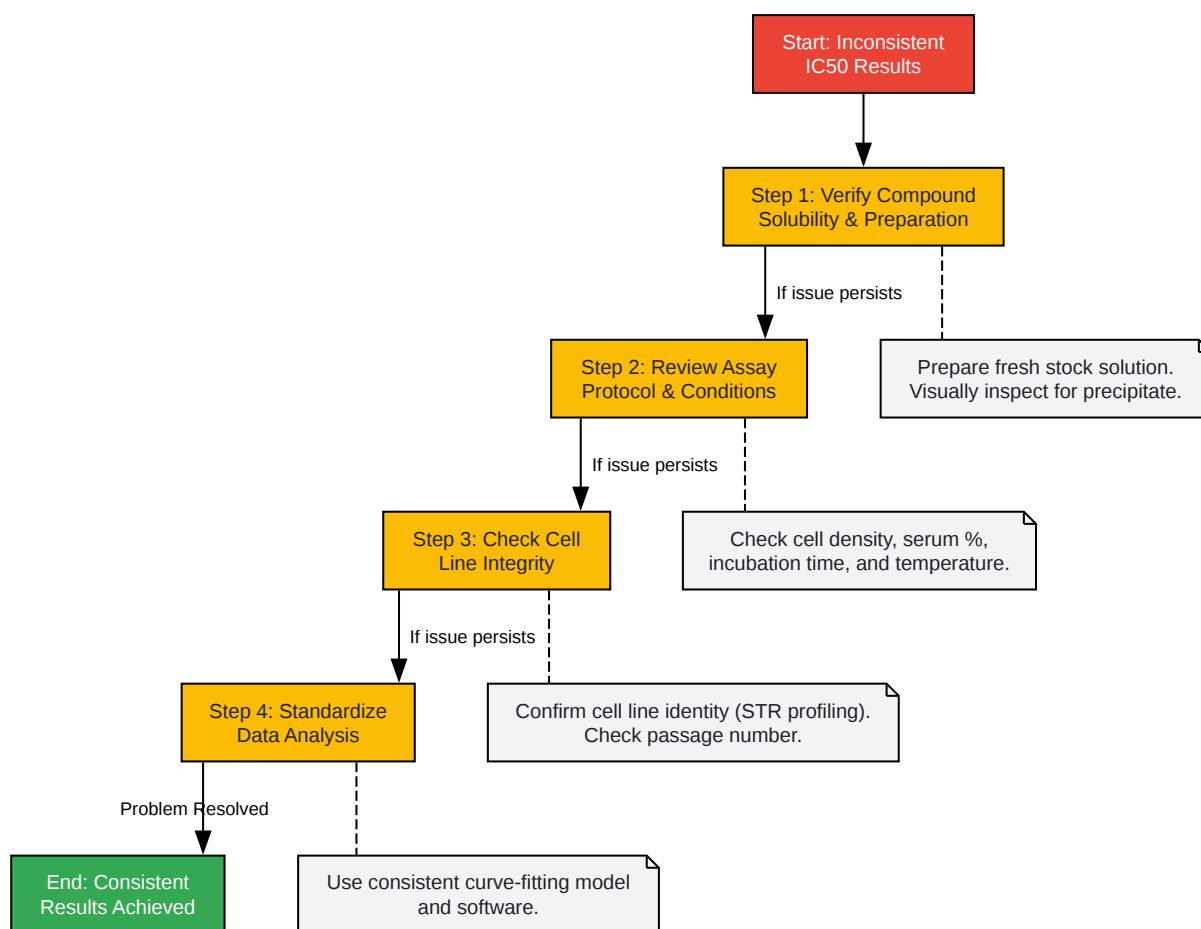 Start: Inconsistent
IC50 Results
Step 1: Verify Compound
Solubility & Preparation
If issue persists
Step 2: Review Assay
Protocol & Conditions
Prepare fresh stock solution.
Visually inspect for precipitate.
If issue persists
Step 3: Check Cell
Line Integrity
Check cell density, serum %,
incubation time, and temperature.
If issue persists
Step 4: Standardize
Data Analysis
Confirm cell line identity (STR profiling).
Check passage number.
Problem Resolved
End: Consistent
Results Achieved
Use consistent curve-fitting model
and software.